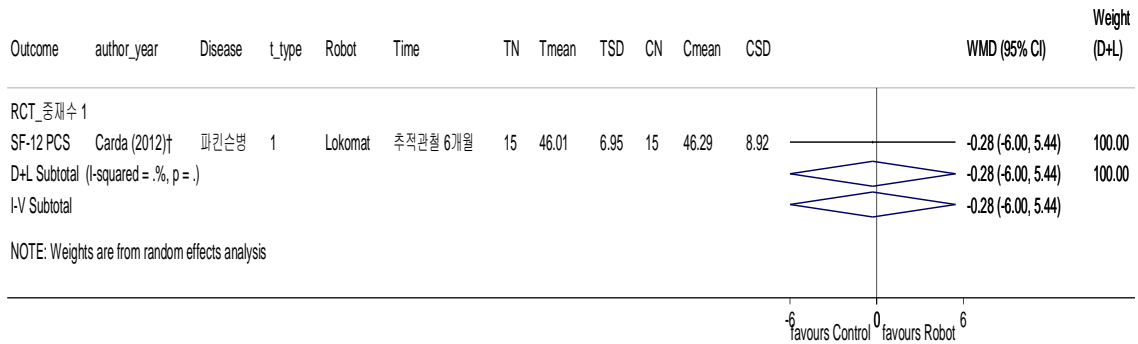 Weight
Outcome author_year Disease t_type Robot Time TN Tmean TSD CN Cmean CSD WMD (95% CI) (D+L)
RCT_중재수 1
SF-12 PCS Carda (2012)† 파킨슨병 1 Lokomat 추적관찰 6개월 15 46.01 6.95 15 46.29 8.92 -0.28 (-6.00, 5.44) 100.00
D+L Subtotal (I-squared = .%, p = .) -0.28 (-6.00, 5.44) 100.00
I-V Subtotal -0.28 (-6.00, 5.44)
NOTE: Weights are from random effects analysis
-6 0 6
favours Control favours Robot